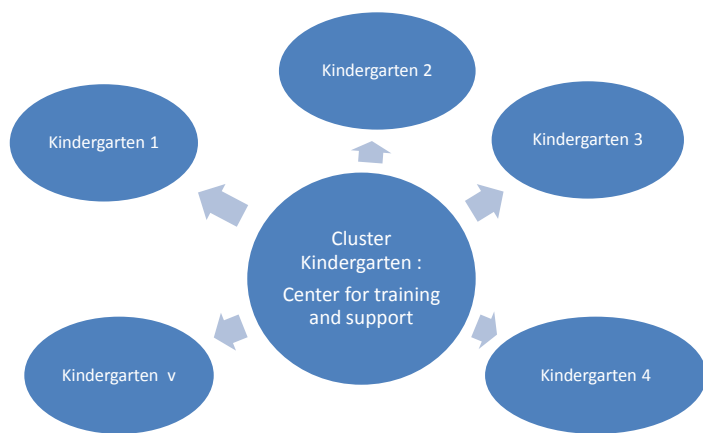 Kindergarten 2
Kindergarten 1
Kindergarten 3
Cluster
Kindergarten :
Center for training
and support
Kindergarten v
Kindergarten 4